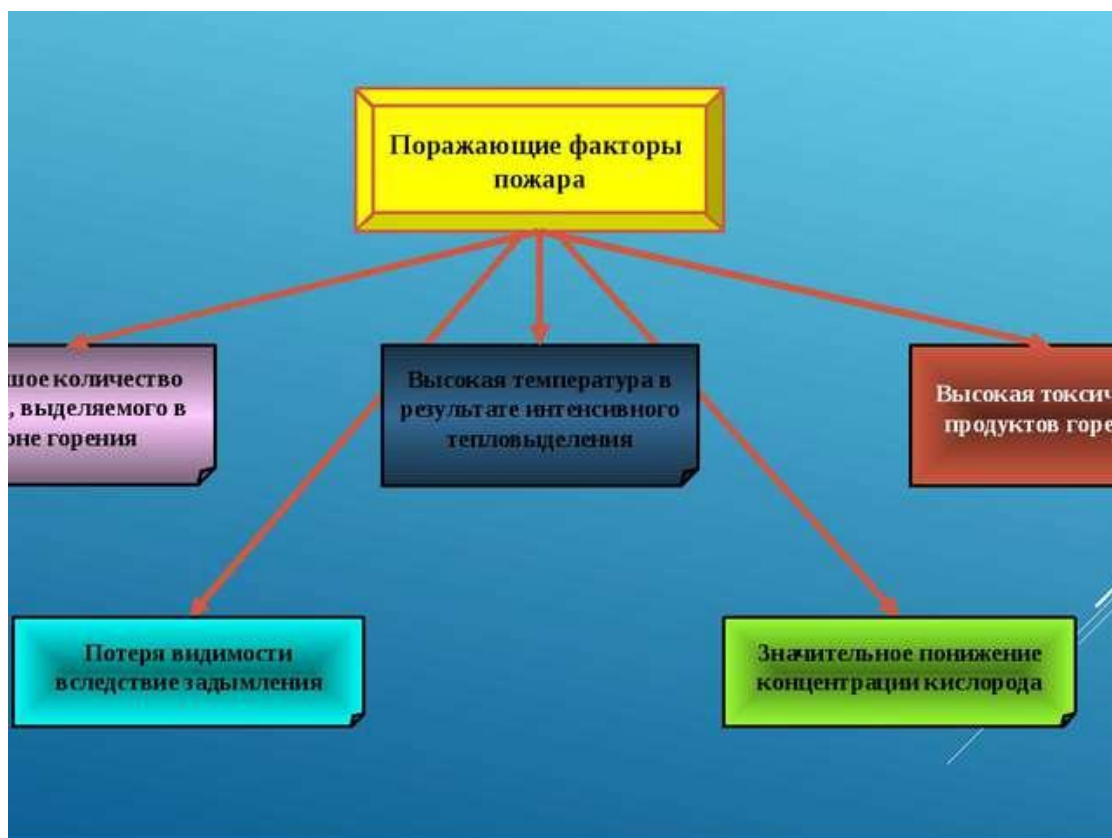 Поражающие факторы
пожара
шое количество
, выделяемого в
оне горения
Высокая температура в
результате интенсивного
тепловыделения
Высокая токсич
продуктов горе
Потеря видимости
вследствие задымления
Значительное понижение
концентрации кислорода